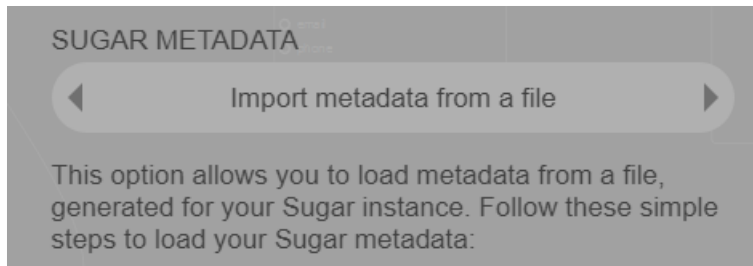 SUGAR METADATA
Import metadata from a file
This option allows you to load metadata from a file,
generated for your Sugar instance. Follow these simple
steps to load your Sugar metadata: